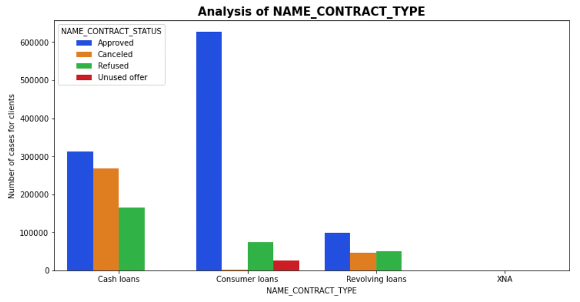 Analysis of NAME_CONTRACT_TYPE
NAME_CONTRACT_STATUS
Approved
Canceled
Refused
Unused offer
Number of cases for clients
600000
500000
400000
300000
200000
100000
0
Cash loans
Consumer loans
Revolving loans
XNA
NAME_CONTRACT_TYPE